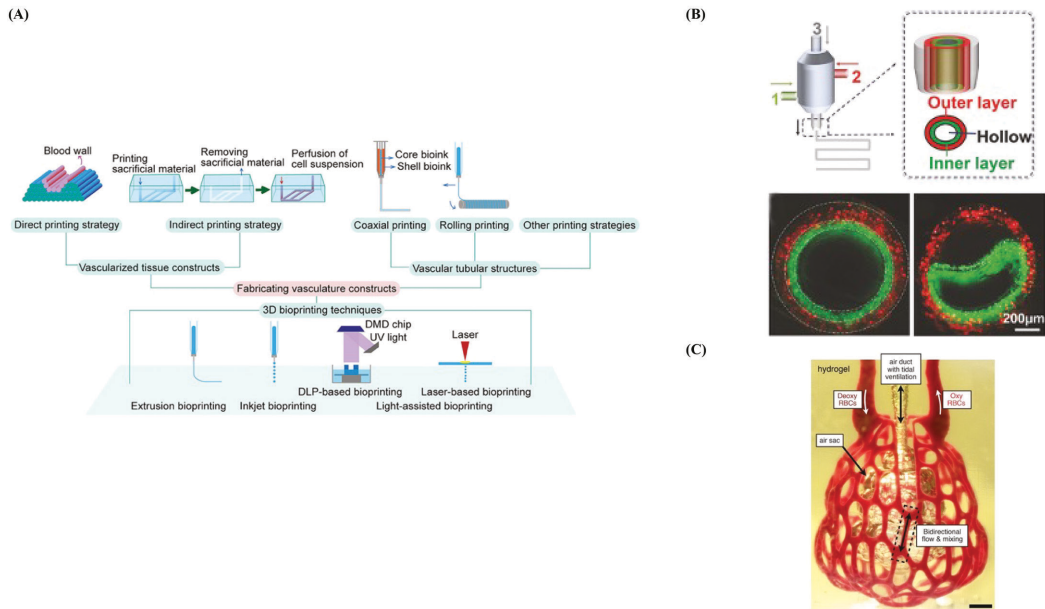 (A)
Blood wall
Printing
sacrificial material
Removing
sacrificial material
Perfusion of
cell suspension
Core bioink
Shell bioink
Direct printing strategy
Indirect printing strategy
Coaxial printing
Rolling printing
Other printing strategies
Vascularized tissue constructs
Vascular tubular structures
Fabricating vasculature constructs
3D bioprinting techniques
DMD chip
UV light
Laser
DLP-based bioprinting
Laser-based bioprinting
Extrusion bioprinting
Inkjet bioprinting
Light-assisted bioprinting
(B)
3
2
1
Outer layer
Hollow
Inner layer
200μm
(C)
hydrogel
air duct
with tidal
ventilation
Deoxy
RBCs
Oxy
RBCs
air sac
Bidirectional
flow & mixing